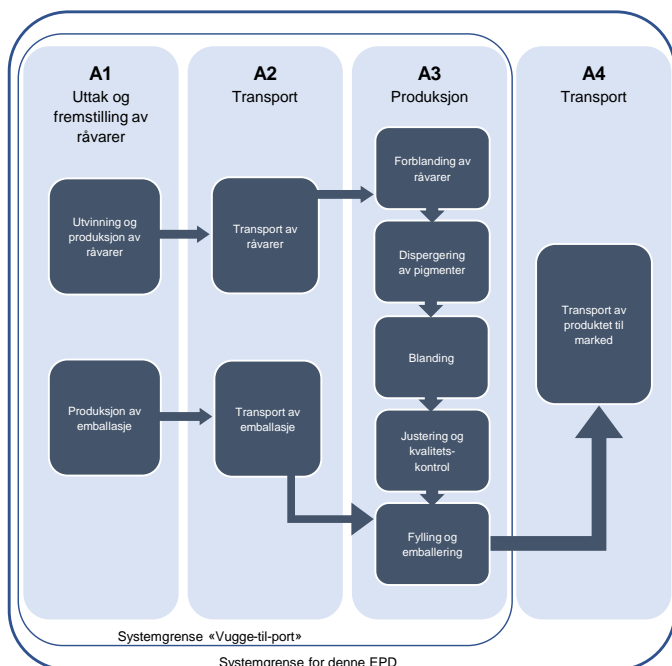 A1
Uttak og
fremstilling av
råvarer
A2
Transport
A3
Produksjon
A4
Transport
Utvinning og
produksjon av
råvarer
Transport av
råvarer
Forblanding av
råvarer
Dispergering
av pigmenter
Blanding
Justering og
kvalitets-
kontrol
Fylling og
emballering
Produksjon av
emballasje
Transport av
emballasje
Transport av
produktet til
marked
Systemgrense «Vugge-til-port»
Systemgrense for denne EPD